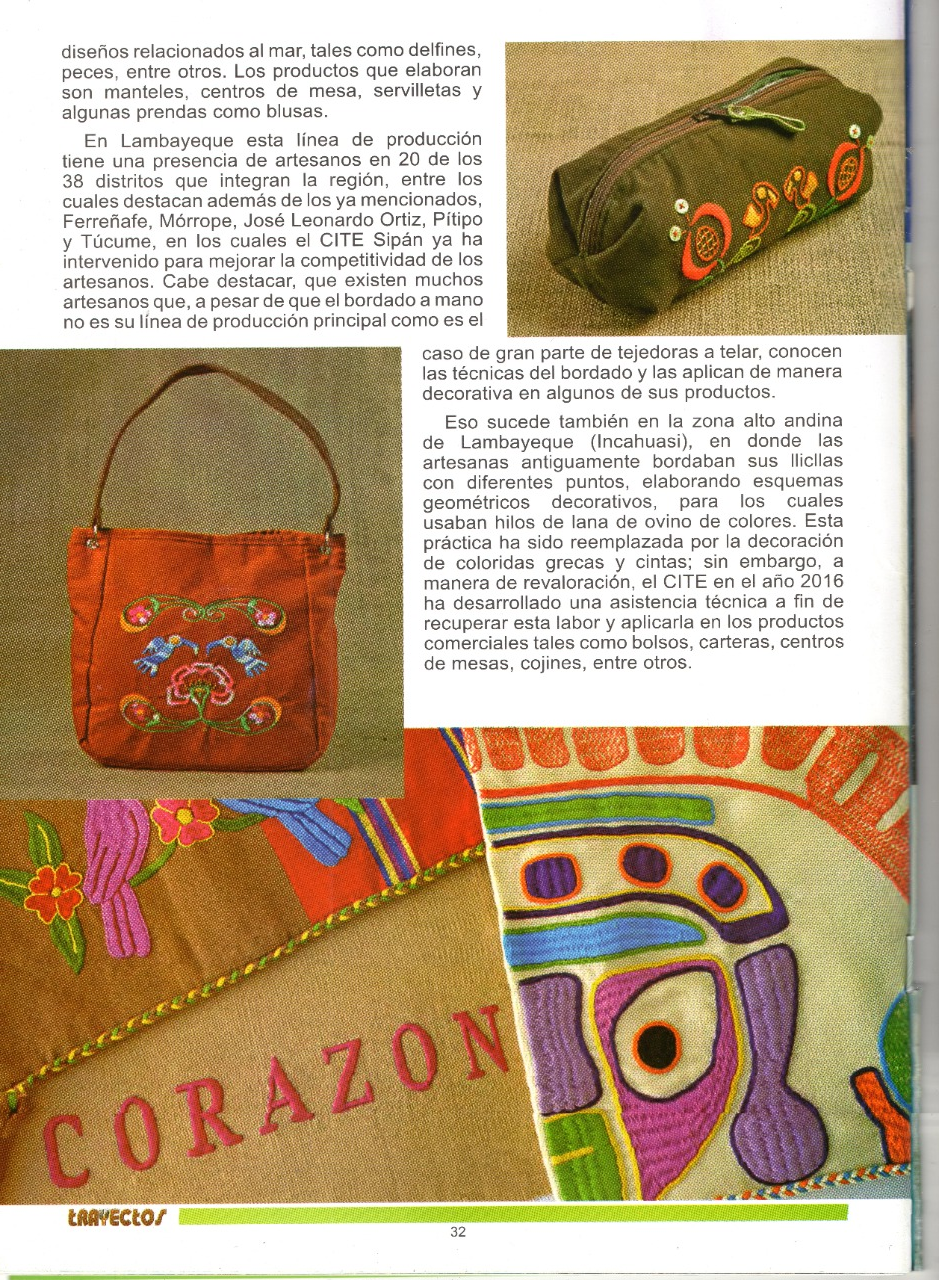 diseños relacionados al mar, tales como delfines,
peces, entre otros. Los productos que elaboran
son manteles, centros de mesa, servilletas y
algunas prendas como blusas.
En Lambayeque esta línea de producción
tiene una presencia de artesanos en 20 de los
38 distritos que integran la región, entre los
cuales destacan además de los ya mencionados,
Ferreñafe, Mórrope, José Leonardo Ortiz, Pítipo
y Túcume, en los cuales el CITE Sipán ya ha
intervenido para mejorar la competitividad de los
artesanos. Cabe destacar, que existen muchos
artesanos que, a pesar de que el bordado a mano
no es su línea de producción principal como es el
caso de gran parte de tejedoras a telar, conocen
las técnicas del bordado y las aplican de manera
decorativa en algunos de sus productos.
Eso sucede también en la zona alto andina
de Lambayeque (Incahuasi), en donde las
artesanas antiguamente bordaban sus lliclla​s
con diferentes puntos, elaborando esquemas
geométricos decorativos, para los cuales
usaban hilos de lana de ovino de colores. Esta
práctica ha sido reemplazada por la decoración
de coloridas grecas y cintas; sin embargo, a
manera de revaloración, el CITE en el año 2016
ha desarrollado una asistencia técnica a fin de
recuperar esta labor y aplicarla en los productos
comerciales tales como bolsos, carteras, centros
de mesas, cojines, entre otros.
CORAZON
TRAYECTOS
32